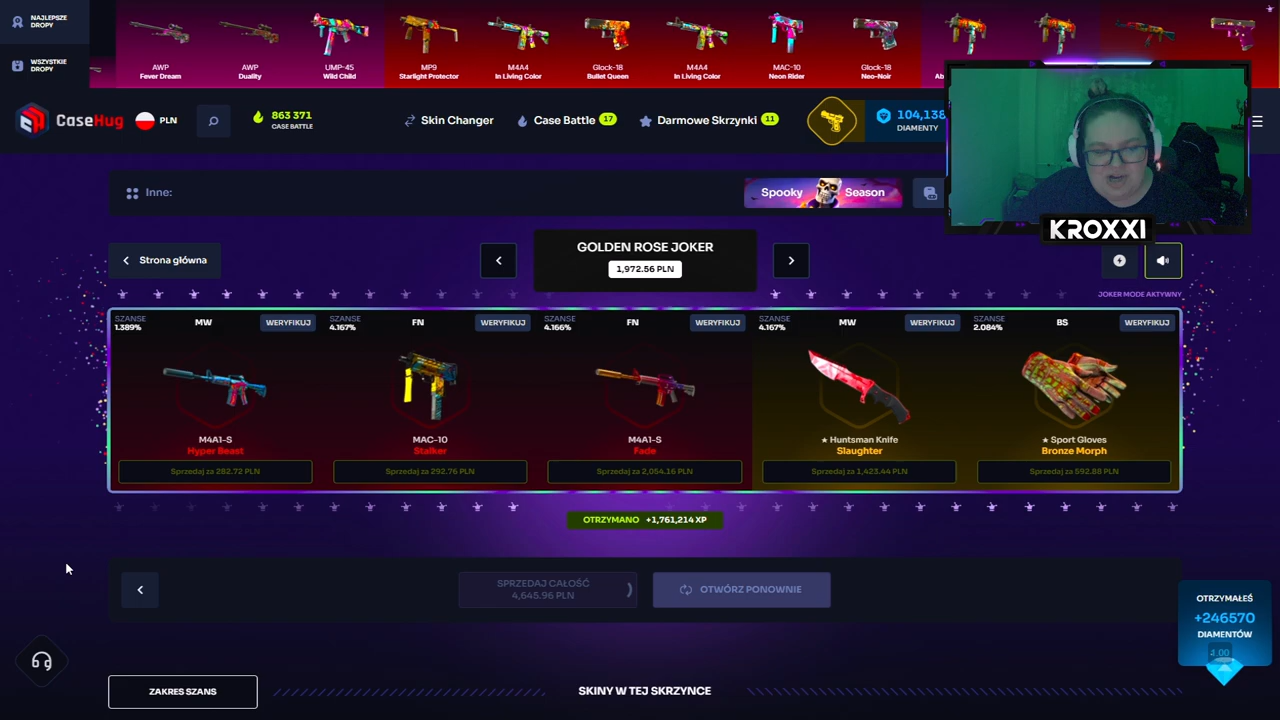 NAJLEPSZE
DROPY
WSZYSTKIE
DROPY
AWP
Fever Dream
AWP
Duality
UMP-45
Wild Child
MP9
Starlight Protector
M4A4
In Living Color
Glock-18
Bullet Queen
M4A4
In Living Color
MAC-10
Neon Rider
Glock-18
Neo-Noir
CaseHug
PLN
863 371
CASE BATTLE
Skin Changer
Case Battle 17
Darmowe Skrzynki 11
104,138
DIAMENTY
KROXXI
Inne:
Spooky Season
Strona główna
GOLDEN ROSE JOKER
1,972.56 PLN
JOKER MODE AKTYWNY
SZANSE
1.389%
MW
WERYFIKUJ
M4A1-S
Hyper Beast
Sprzedaj za 282.72 PLN
SZANSE
4.167%
FN
WERYFIKUJ
MAC-10
Stalker
Sprzedaj za 292.76 PLN
SZANSE
4.166%
FN
WERYFIKUJ
M4A1-S
Fade
Sprzedaj za 2,054.16 PLN
SZANSE
4.167%
MW
WERYFIKUJ
★ Huntsman Knife
Slaughter
Sprzedaj za 1,423.44 PLN
SZANSE
2.084%
BS
WERYFIKUJ
★ Sport Gloves
Bronze Morph
Sprzedaj za 592.88 PLN
OTRZYMANO +1,761,214 XP
SPRZEDAJ CAŁOŚĆ
4,645.96 PLN
OTWÓRZ PONOWNIE
OTRZYMAŁEŚ
+246570
DIAMENTÓW
4.00
ZAKRES SZANS
SKINY W TEJ SKRZYNCE